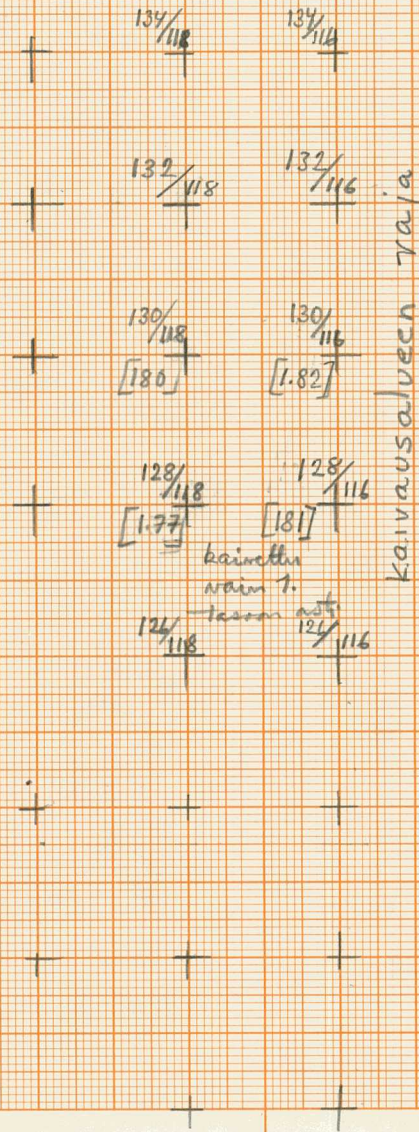 134/118 134/116
132/118 132/116
130/118 130/116
[180] [1.82]
128/118 128/116
[1.77] [181]
kaivettu
vain 1.
tasoon asti
126/118 126/116
kaivausalueen raja